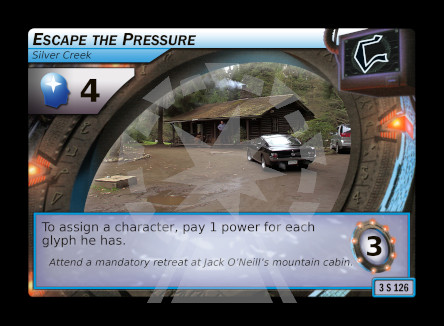 ESCAPE THE PRESSURE
Silver Creek
4
To assign a character, pay 1 power for each
glyph he has.
Attend a mandatory retreat at Jack O'Neill's mountain cabin.
3
3 S 126